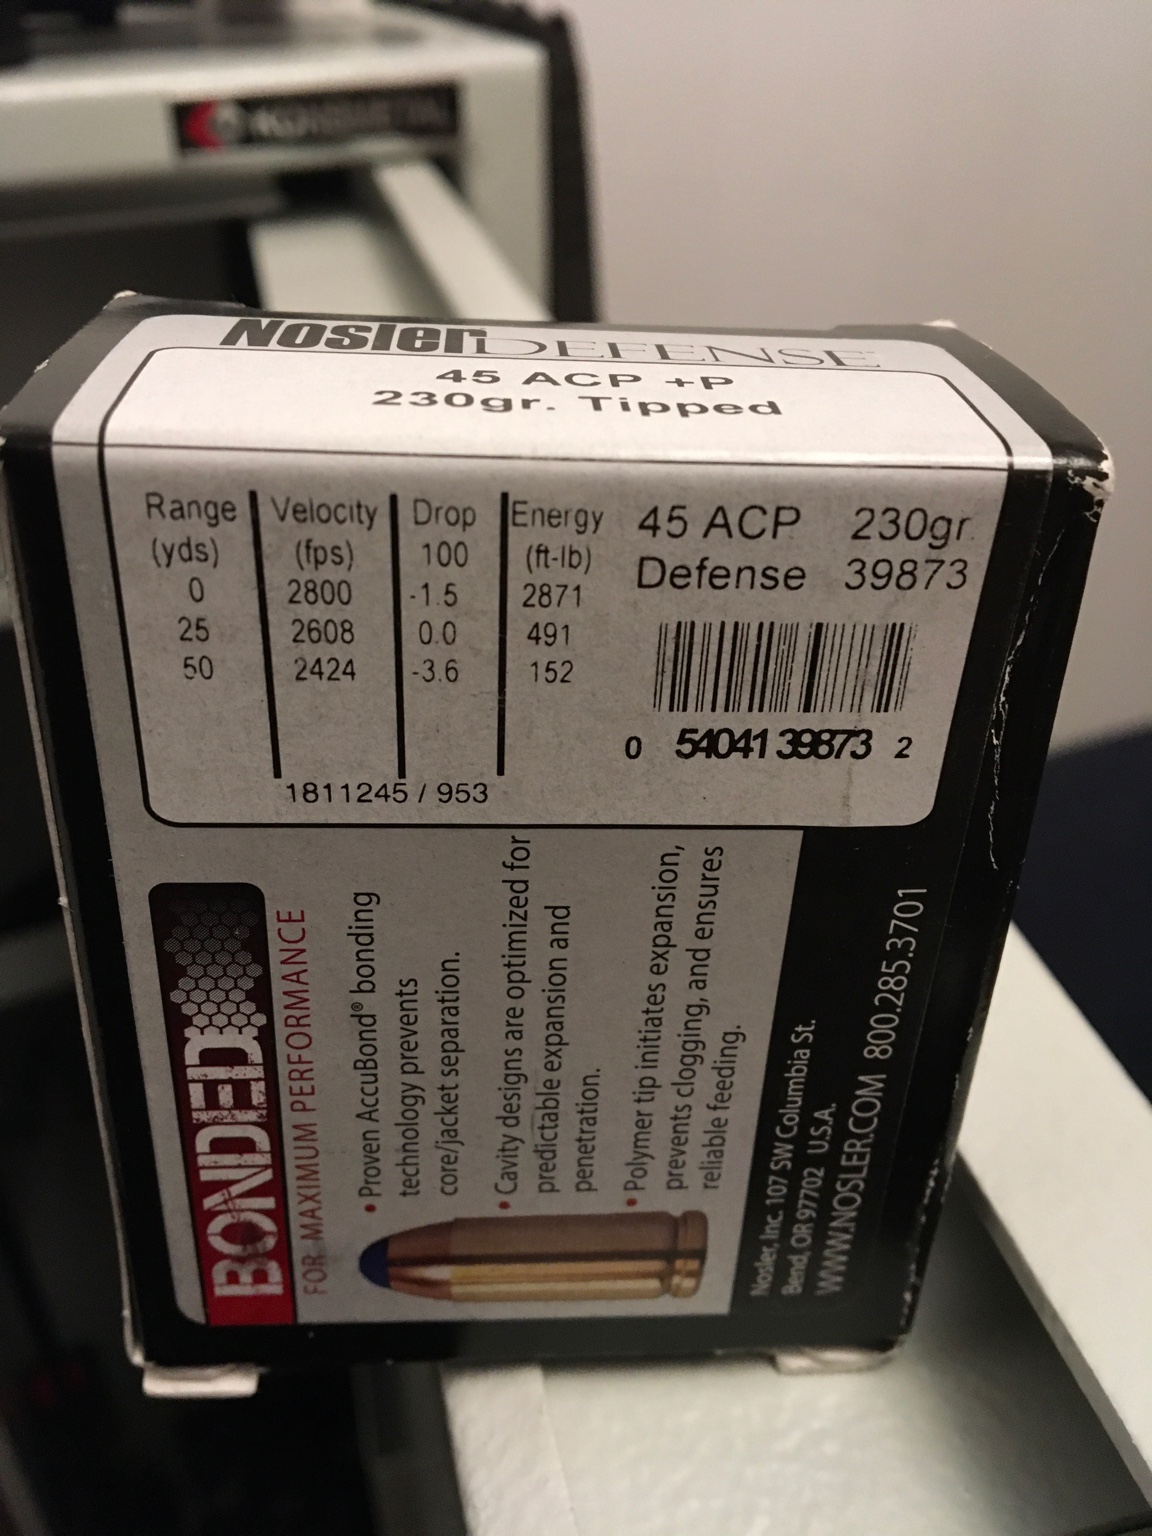 Nosler DEFENSE
45 ACP +P
230gr. Tipped
Range Velocity Drop Energy
(yds) (fps) 100 (ft-lb)
0 2800 -1.5 2871
25 2608 0.0 491
50 2424 -3.6 152
1811245 / 953
45 ACP 230gr.
Defense 39873
0 54041 39873 2
BONDED
FOR MAXIMUM PERFORMANCE
• Proven AccuBond® bonding
technology prevents
core/jacket separation.
• Cavity designs are optimized for
predictable expansion and
penetration.
• Polymer tip initiates expansion,
prevents clogging, and ensures
reliable feeding.
Nosler, Inc. 107 SW Columbia St.
Bend, OR 97702 U.S.A.
WWW.NOSLER.COM 800.285.3701